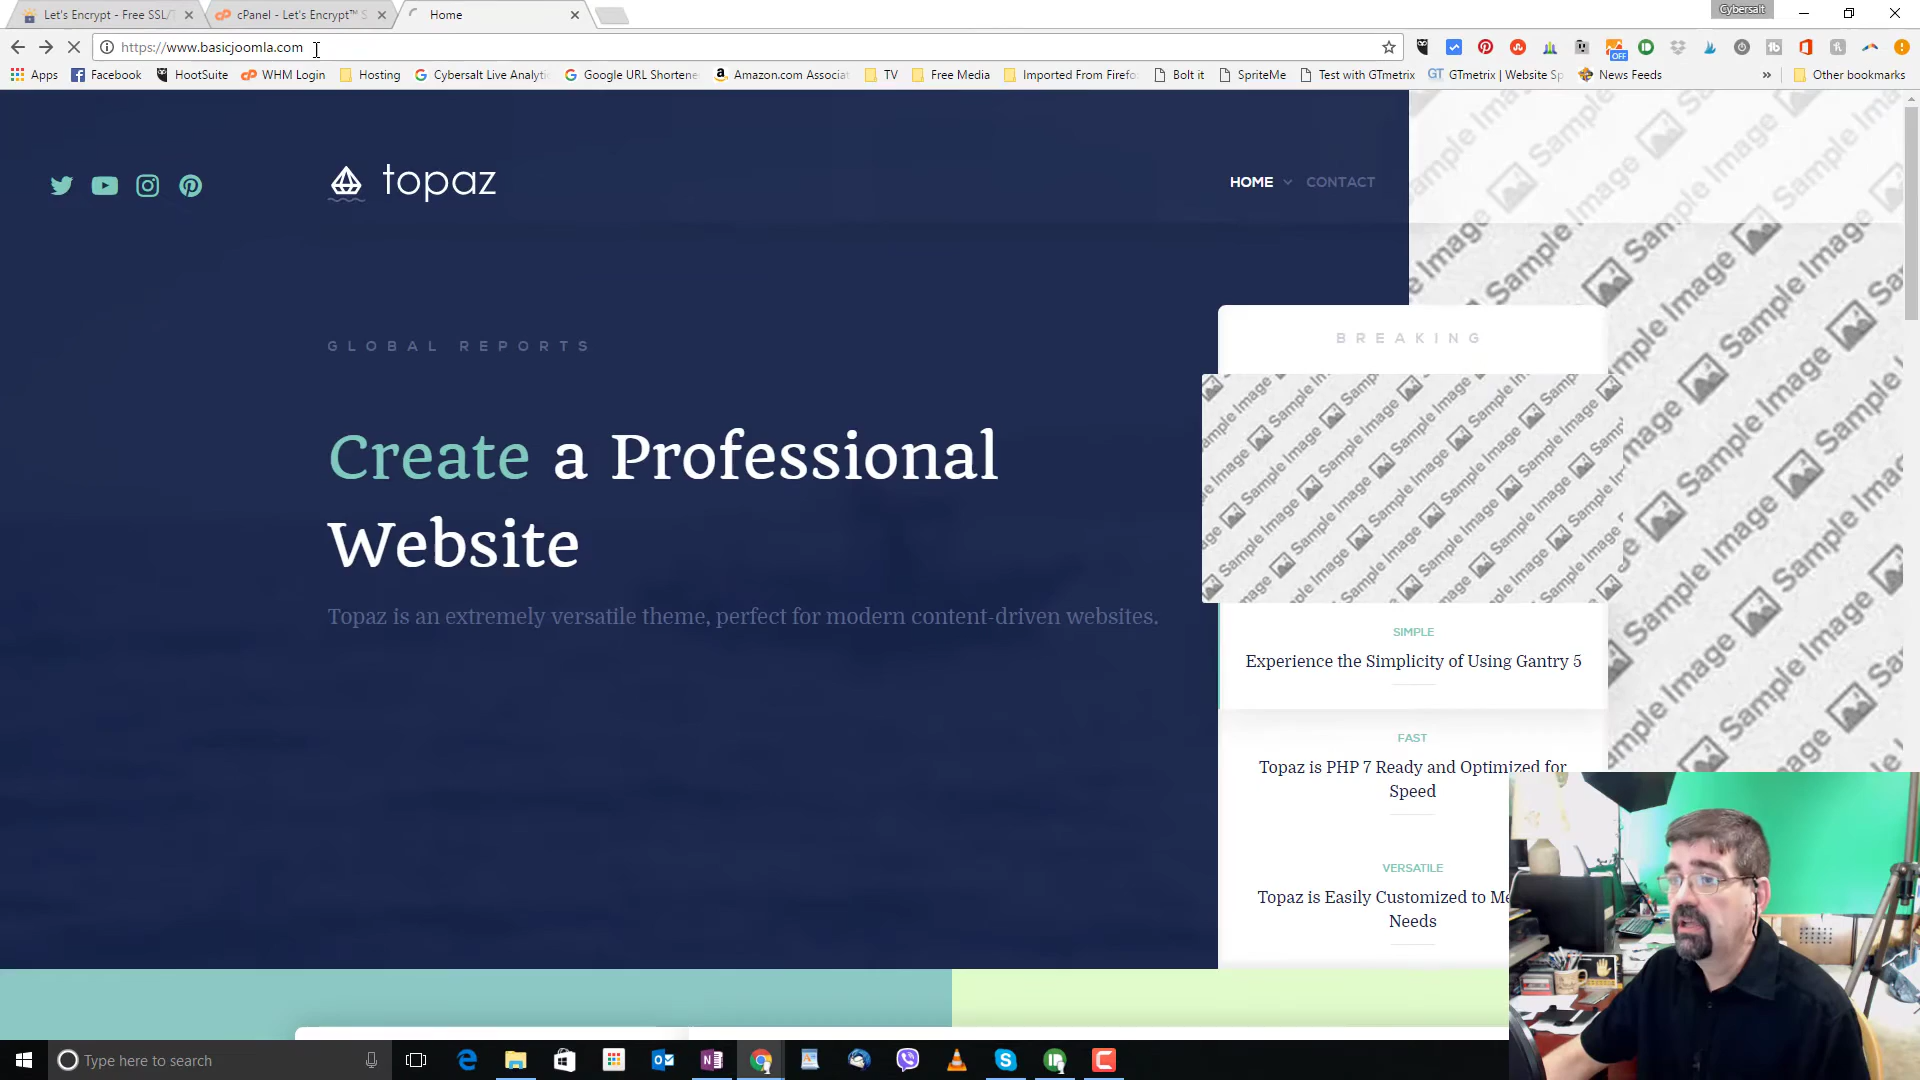 Let's Encrypt - Free SSL/T
cPanel - Let's Encrypt™ S
Home
Cybersalt
https://www.basicjoomla.com
OFF
Apps
Facebook
HootSuite
WHM Login
Hosting
Cybersalt Live Analyti
Google URL Shortene
Amazon.com Associat
TV
Free Media
Imported From Firefo
Bolt it
SpriteMe
Test with GTmetrix
GTmetrix | Website Sp
News Feeds
»
Other bookmarks
topaz
HOME
CONTACT
GLOBAL REPORTS
Create a Professional
Website
Topaz is an extremely versatile theme, perfect for modern content-driven websites.
BREAKING
Sample Image
SIMPLE
Experience the Simplicity of Using Gantry 5
FAST
Topaz is PHP 7 Ready and Optimized for
Speed
VERSATILE
Topaz is Easily Customized to Me
Needs
Type here to search